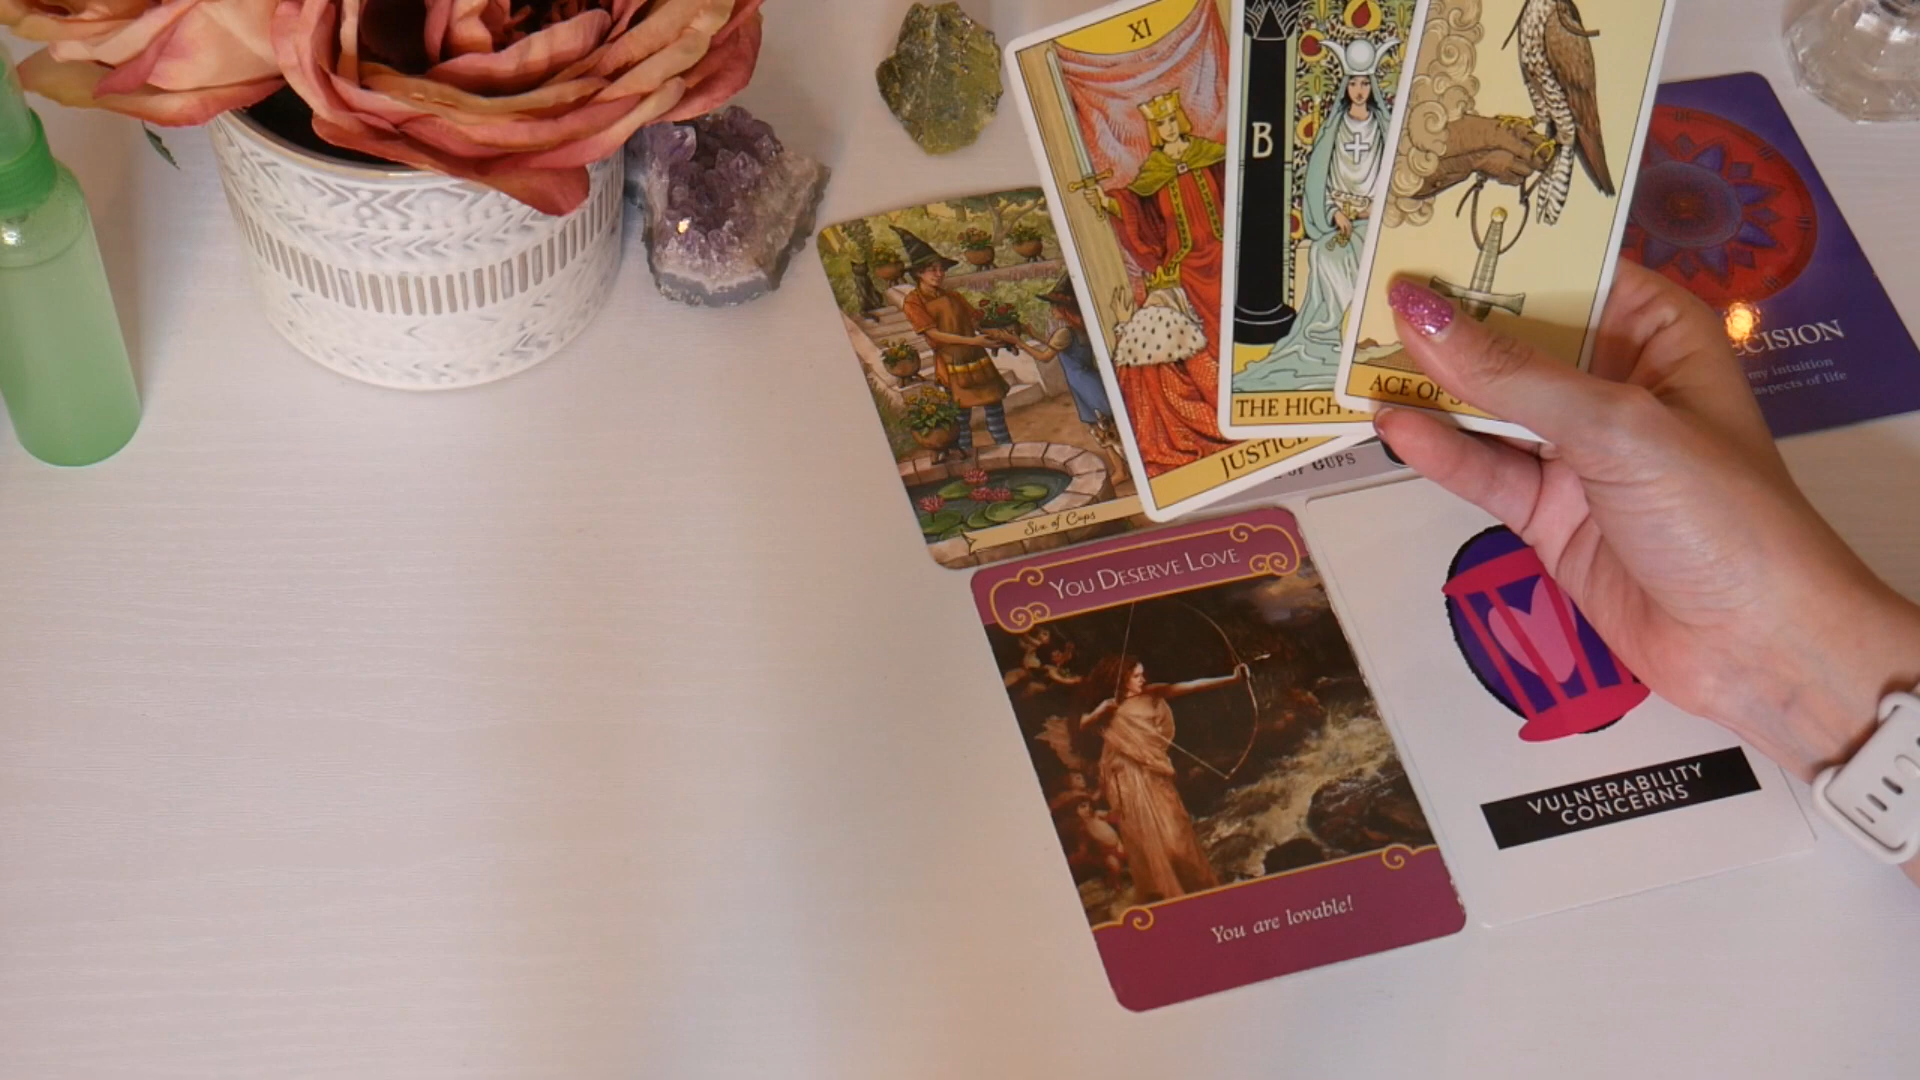 XI
JUSTICE
B
THE HIGH
ACE OF
CISION
my intuition
aspects of life
Six of Cups
OF CUPS
YOU DESERVE LOVE
You are lovable!
VULNERABILITY
CONCERNS